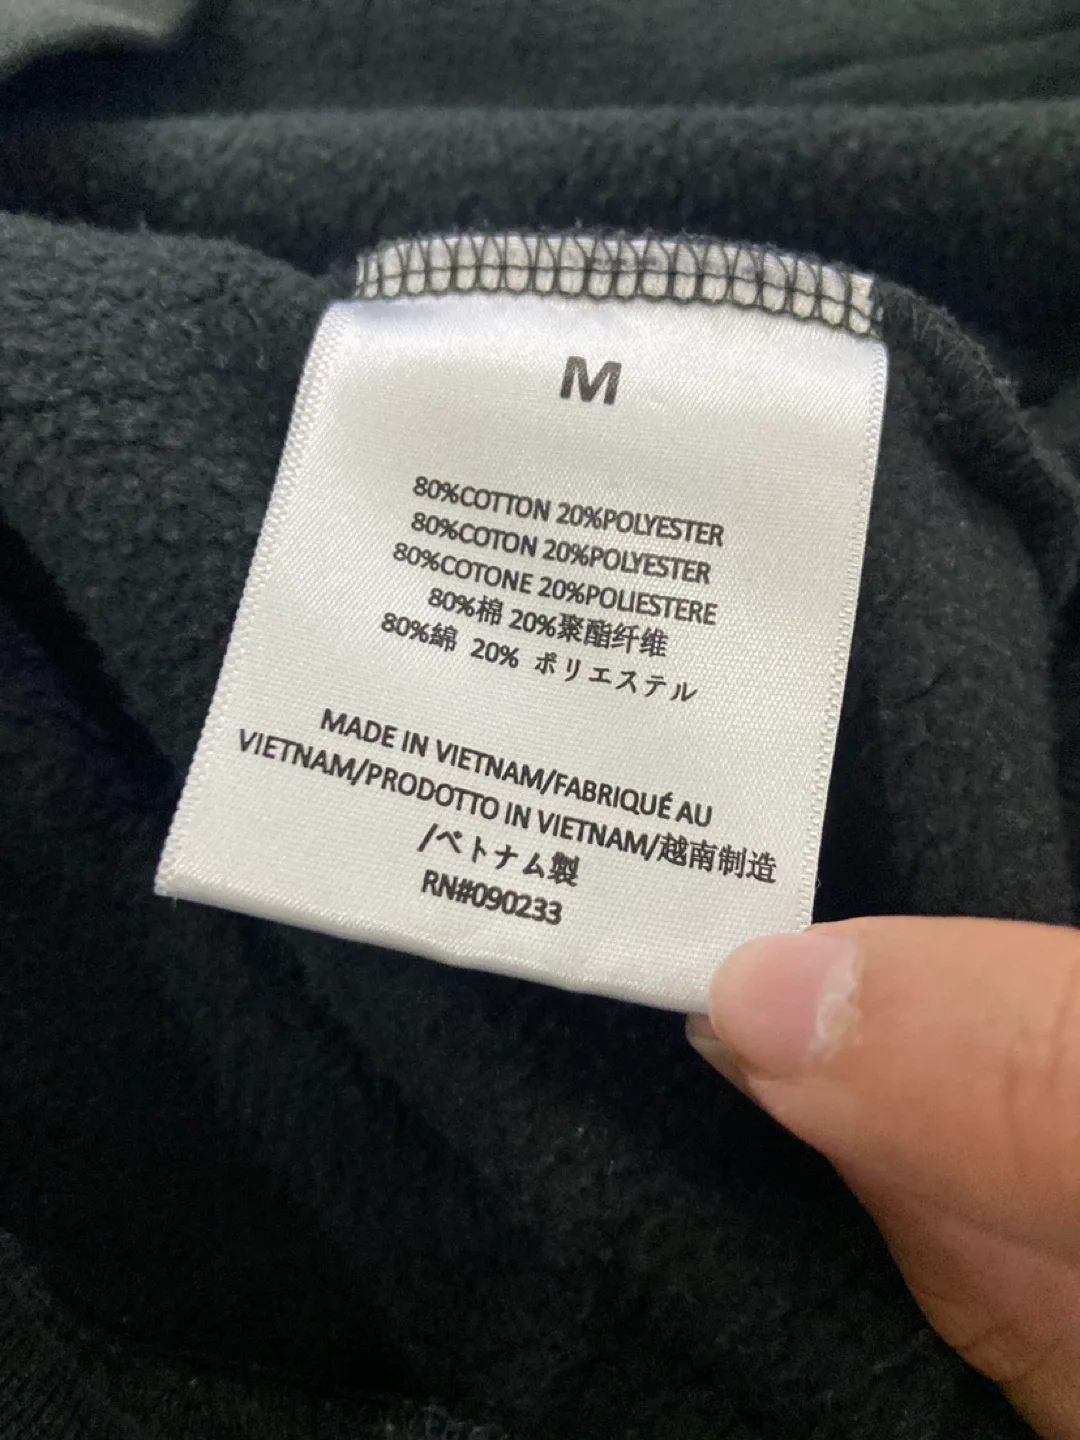 M
80%COTTON 20%POLYESTER
80%COTON 20%POLYESTER
80%COTONE 20%POLIESTERE
80%棉 20%聚酯纤维
80%綿 20% ポリエステル
MADE IN VIETNAM/FABRIQUÉ AU
VIETNAM/PRODOTTO IN VIETNAM/越南制造
/ベトナム製
RN#090233